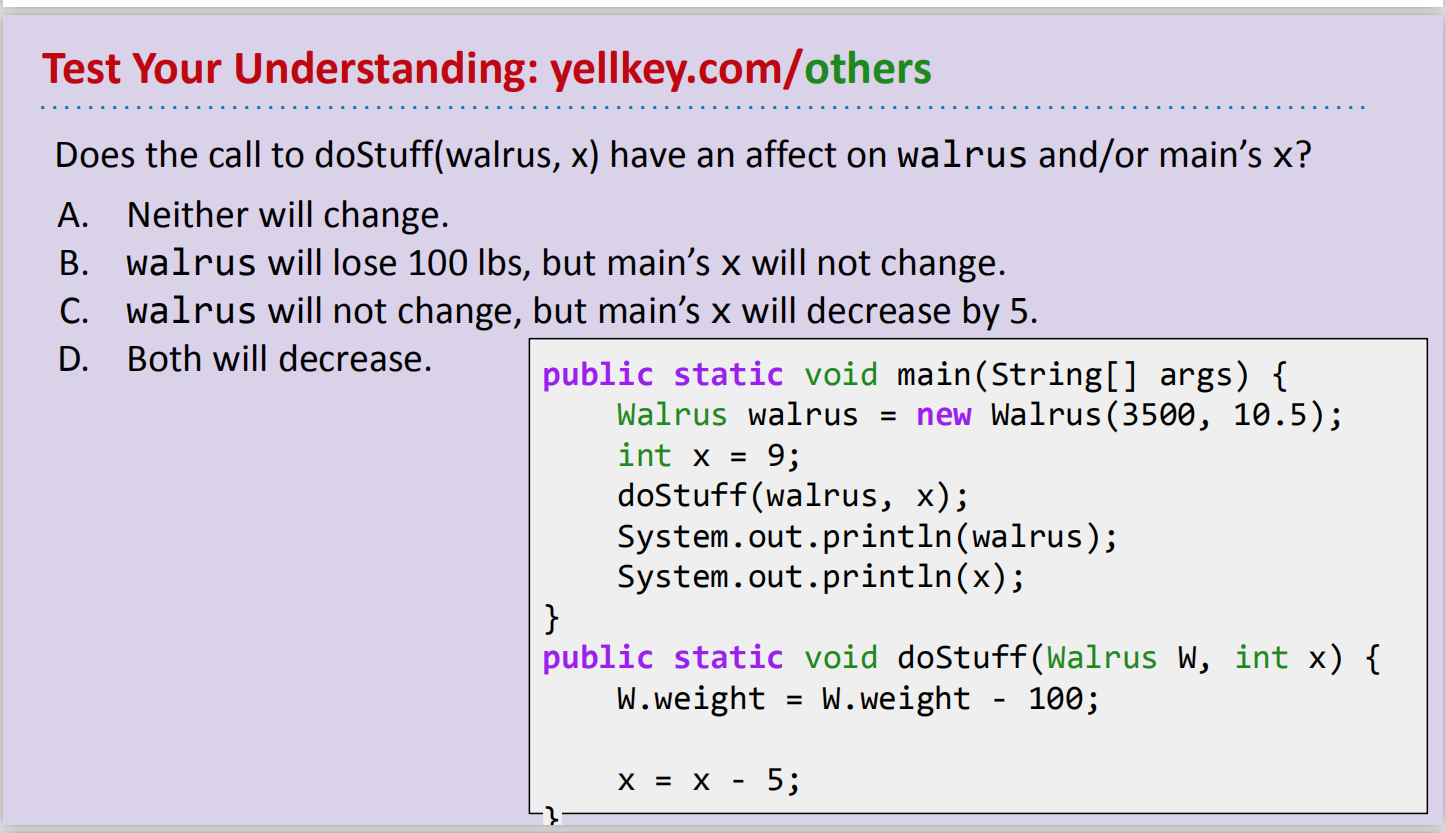 Test Your Understanding: yellkey.com/others
Does the call to doStuff(walrus, x) have an affect on walrus and/or main’s x?
A. Neither will change.
B. walrus will lose 100 lbs, but main’s x will not change.
C. walrus will not change, but main’s x will decrease by 5.
D. Both will decrease.
public static void main(String[] args) {
    Walrus walrus = new Walrus(3500, 10.5);
    int x = 9;
    doStuff(walrus, x);
    System.out.println(walrus);
    System.out.println(x);
}
public static void doStuff(Walrus W, int x) {
    W.weight = W.weight - 100;
    x = x - 5;
}